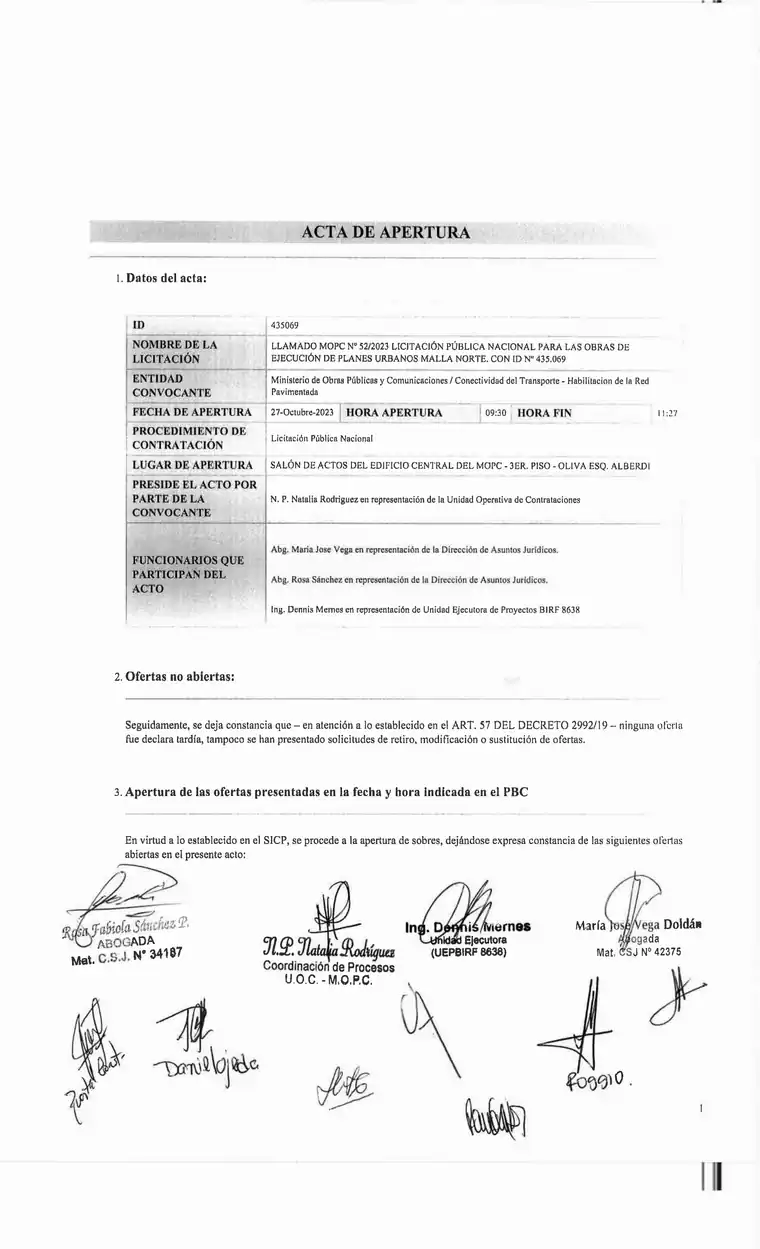 ACTA DE APERTURA
1. Datos del acta:
ID 435069
NOMBRE DE LA LICITACIÓN LLAMADO MOPC N° 52/2023 LICITACIÓN PÚBLICA NACIONAL PARA LAS OBRAS DE
EJECUCIÓN DE PLANES URBANOS MALLA NORTE. CON ID N° 435.069
ENTIDAD CONVOCANTE Ministerio de Obras Públicas y Comunicaciones / Conectividad del Transporte - Habilitacion de la Red
Pavimentada
FECHA DE APERTURA 27-Octubre-2023 HORA APERTURA 09:30 HORA FIN 11:27
PROCEDIMIENTO DE CONTRATACIÓN Licitación Pública Nacional
LUGAR DE APERTURA SALÓN DE ACTOS DEL EDIFICIO CENTRAL DEL MOPC - 3ER. PISO - OLIVA ESQ. ALBERDI
PRESIDE EL ACTO POR PARTE DE LA CONVOCANTE N. P. Natalia Rodriguez en representación de la Unidad Operativa de Contrataciones
FUNCIONARIOS QUE PARTICIPAN DEL ACTO
Abg. Maria Jose Vega en representación de la Dirección de Asuntos Jurídicos.
Abg. Rosa Sánchez en representación de la Dirección de Asuntos Jurídicos.
Ing. Dennis Mernes en representación de Unidad Ejecutora de Proyectos BIRF 8638
2. Ofertas no abiertas:
Seguidamente, se deja constancia que – en atención a lo establecido en el ART. 57 DEL DECRETO 2992/19 – ninguna oferta
fue declara tardía, tampoco se han presentado solicitudes de retiro, modificación o sustitución de ofertas.
3. Apertura de las ofertas presentadas en la fecha y hora indicada en el PBC
En virtud a lo establecido en el SICP, se procede a la apertura de sobres, dejándose expresa constancia de las siguientes ofertas
abiertas en el presente acto:
Rosa Fabiola Sánchez P.
ABOGADA
Mat. C.S.J. N° 34187
N.P. Natalia Rodríguez
Coordinación de Procesos
U.O.C. - M.O.P.C.
Ing. Dennis Mernes
Unidad Ejecutora
(UEPBIRF 8638)
María José Vega Doldán
Abogada
Mat. CSJ N° 42375
Daniel Ojeda
ROGGIO.
1